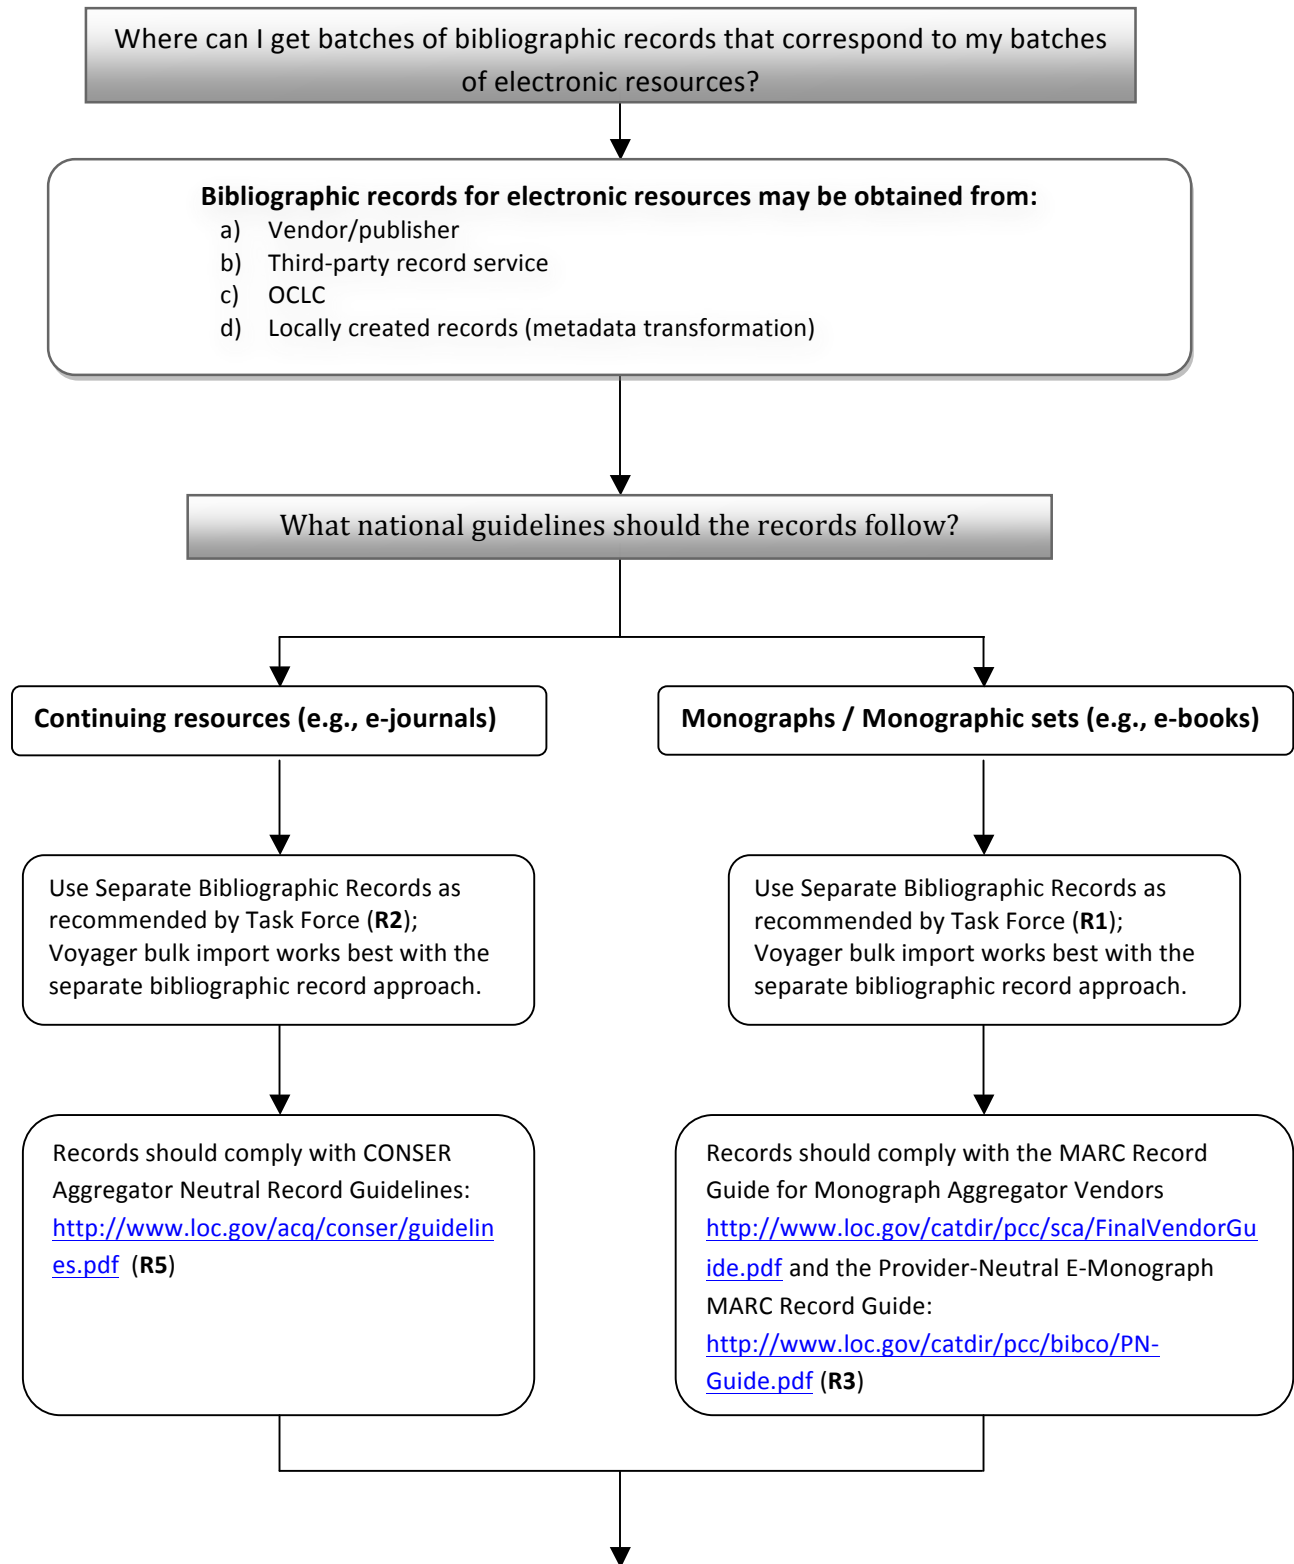 Where can I get batches of bibliographic records that correspond to my batches
of electronic resources?
Bibliographic records for electronic resources may be obtained from:
a) Vendor/publisher
b) Third-party record service
c) OCLC
d) Locally created records (metadata transformation)
What national guidelines should the records follow?
Continuing resources (e.g., e-journals)
Monographs / Monographic sets (e.g., e-books)
Use Separate Bibliographic Records as
recommended by Task Force (R2);
Voyager bulk import works best with the
separate bibliographic record approach.
Use Separate Bibliographic Records as
recommended by Task Force (R1);
Voyager bulk import works best with the
separate bibliographic record approach.
Records should comply with CONSER
Aggregator Neutral Record Guidelines:
http://www.loc.gov/acq/conser/guidelin
es.pdf (R5)
Records should comply with the MARC Record
Guide for Monograph Aggregator Vendors
http://www.loc.gov/catdir/pcc/sca/FinalVendorGu
ide.pdf and the Provider-Neutral E-Monograph
MARC Record Guide:
http://www.loc.gov/catdir/pcc/bibco/PN-
Guide.pdf (R3)